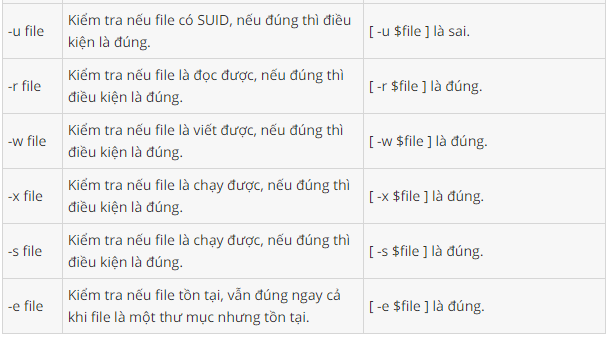 -u file
Kiểm tra nếu file có SUID, nếu đúng thì điều
kiện là đúng.
[ -u $file ] là sai.
-r file
Kiểm tra nếu file là đọc được, nếu đúng thì
điều kiện là đúng.
[ -r $file ] là đúng.
-w file
Kiểm tra nếu file là viết được, nếu đúng thì
điều kiện là đúng.
[ -w $file ] là đúng.
-x file
Kiểm tra nếu file là chạy được, nếu đúng thì
điều kiện là đúng.
[ -x $file ] là đúng.
-s file
Kiểm tra nếu file là chạy được, nếu đúng thì
điều kiện là đúng.
[ -s $file ] là đúng.
-e file
Kiểm tra nếu file tồn tại, vẫn đúng ngay cả
khi file là một thư mục nhưng tồn tại.
[ -e $file ] là đúng.